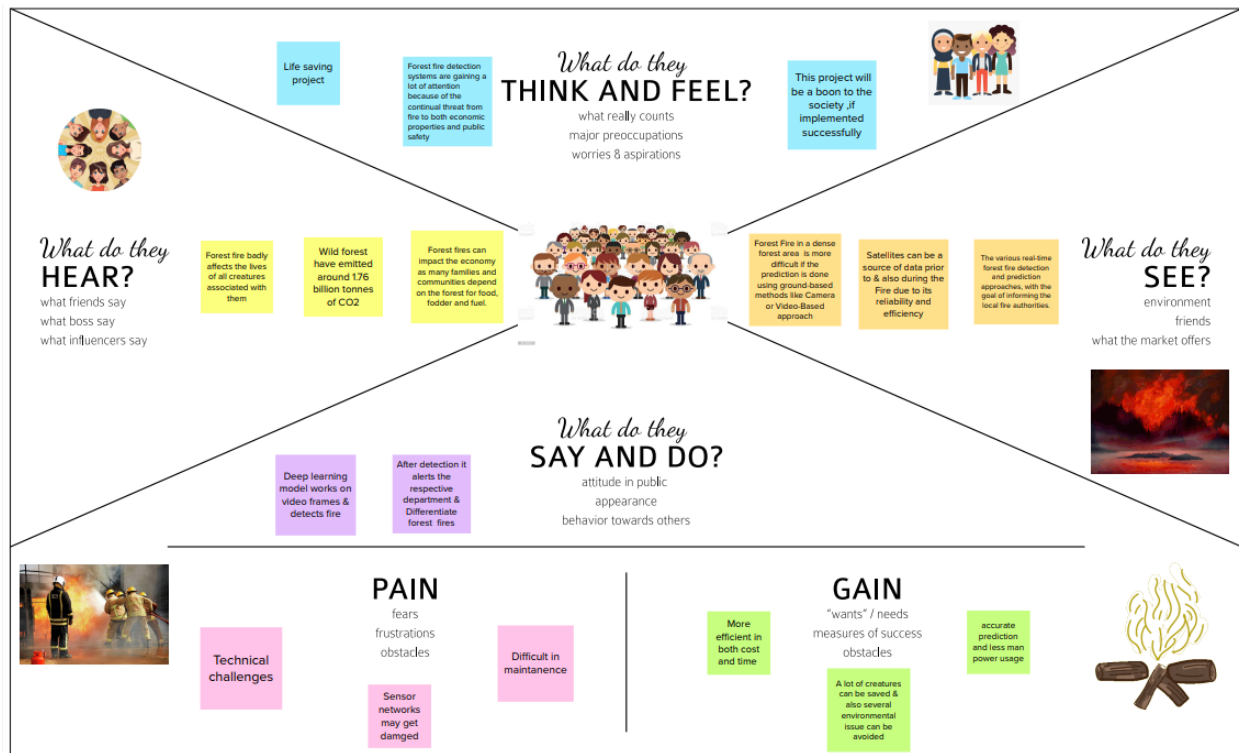 Life saving
project
Forest fire detection
systems are gaining a
lot of attention
because of the
continual threat from
fire to both economic
properties and public
safety
What do they
THINK AND FEEL?
what really counts
major preoccupations
worries & aspirations
This project will
be a boon to the
society ,if
implemented
successfully
What do they
HEAR?
what friends say
what boss say
what influencers say
Forest fire badly
affects the lives
of all creatures
associated with
them
Wild forest
have emitted
around 1.76
billion tonnes
of CO2
Forest fires can
impact the economy
as many families and
communities depend
on the forest for food,
fodder and fuel.
Forest Fire in a dense
forest area is more
difficult if the
prediction is done
using ground-based
methods like Camera
or Video-Based
approach
Satellites can be a
source of data prior
to & also during the
Fire due to its
reliability and
efficiency
The various real-time
forest fire detection
and prediction
approaches, with the
goal of informing the
local fire authorities.
What do they
SEE?
environment
friends
what the market offers
What do they
SAY AND DO?
attitude in public
appearance
behavior towards others
Deep learning
model works on
video frames &
detects fire
After detection it
alerts the
respective
department &
Differentiate
forest fires
PAIN
fears
frustrations
obstacles
Technical
challenges
Sensor
networks
may get
damged
Difficult in
maintanence
GAIN
"wants" / needs
measures of success
obstacles
More
efficient in
both cost
and time
A lot of creatures
can be saved &
also several
environmental
issue can be
avoided
accurate
prediction
and less man
power usage